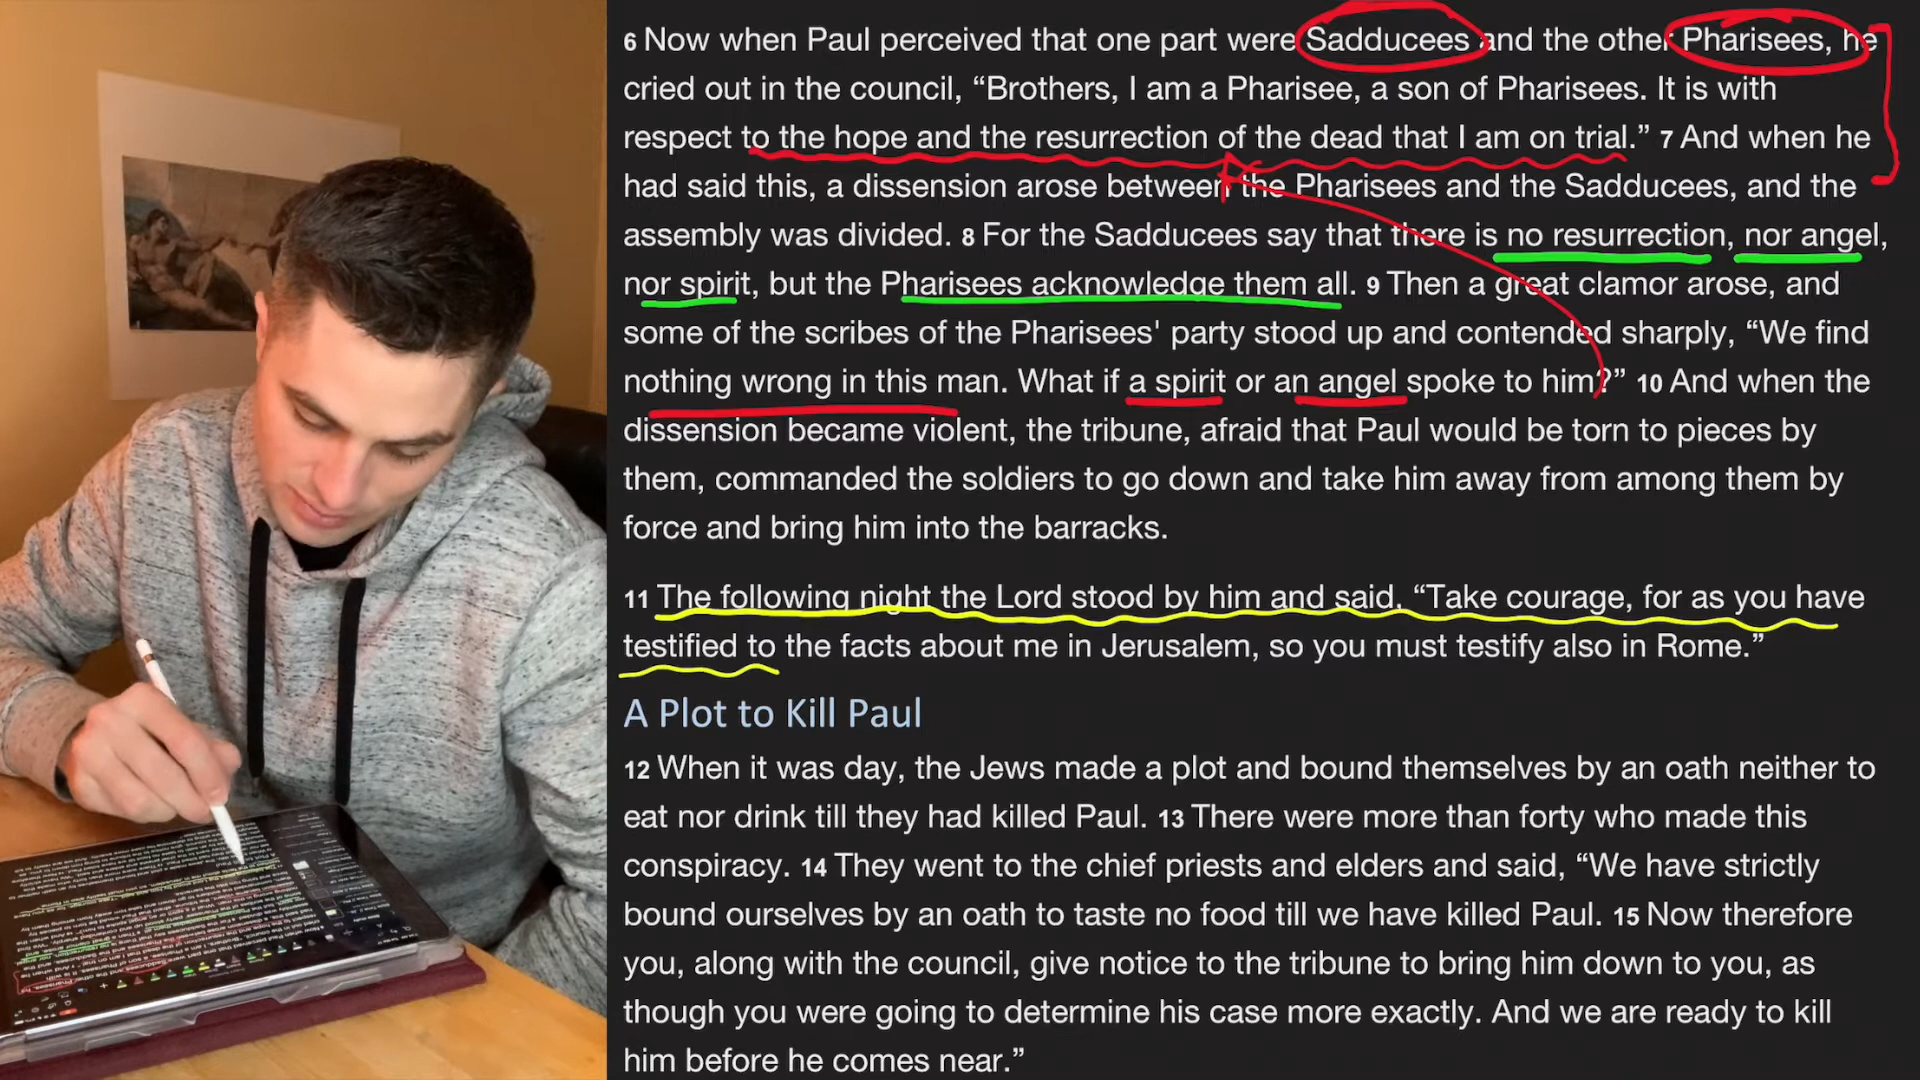 6 Now when Paul perceived that one part were Sadducees and the other Pharisees, he
cried out in the council, “Brothers, I am a Pharisee, a son of Pharisees. It is with
respect to the hope and the resurrection of the dead that I am on trial.” 7 And when he
had said this, a dissension arose between the Pharisees and the Sadducees, and the
assembly was divided. 8 For the Sadducees say that there is no resurrection, nor angel,
nor spirit, but the Pharisees acknowledge them all. 9 Then a great clamor arose, and
some of the scribes of the Pharisees' party stood up and contended sharply, “We find
nothing wrong in this man. What if a spirit or an angel spoke to him?” 10 And when the
dissension became violent, the tribune, afraid that Paul would be torn to pieces by
them, commanded the soldiers to go down and take him away from among them by
force and bring him into the barracks.
11 The following night the Lord stood by him and said, “Take courage, for as you have
testified to the facts about me in Jerusalem, so you must testify also in Rome.”
A Plot to Kill Paul
12 When it was day, the Jews made a plot and bound themselves by an oath neither to
eat nor drink till they had killed Paul. 13 There were more than forty who made this
conspiracy. 14 They went to the chief priests and elders and said, “We have strictly
bound ourselves by an oath to taste no food till we have killed Paul. 15 Now therefore
you, along with the council, give notice to the tribune to bring him down to you, as
though you were going to determine his case more exactly. And we are ready to kill
him before he comes near.”